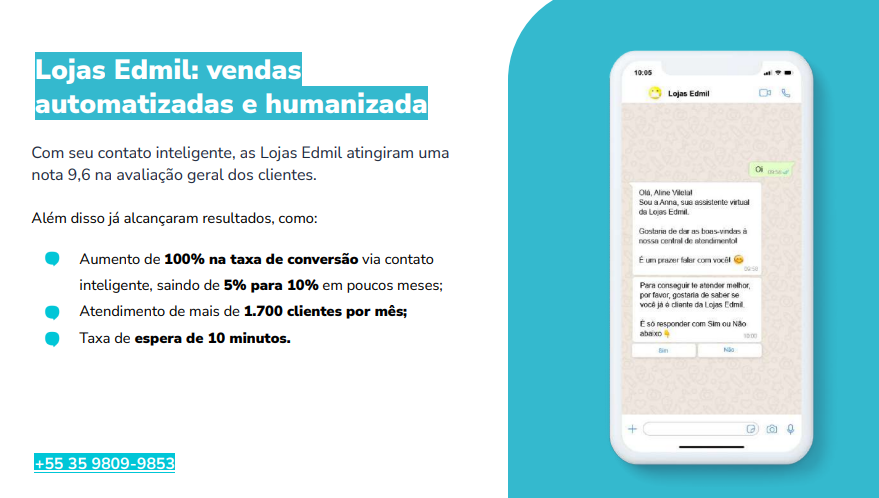 Lojas Edmil: vendas
automatizadas e humanizada
Com seu contato inteligente, as Lojas Edmil atingiram uma
nota 9,6 na avaliação geral dos clientes.
Além disso já alcançaram resultados, como:
Aumento de 100% na taxa de conversão via contato
inteligente, saindo de 5% para 10% em poucos meses;
Atendimento de mais de 1.700 clientes por mês;
Taxa de espera de 10 minutos.
+55 35 9809-9853
10:05
Lojas Edmil
Oi
Olá, Aline Vilela!
Sou a Anna, sua assistente virtual
da Lojas Edmil.
Gostaria de dar as boas-vindas à
nossa central de atendimento!
É um prazer falar com você!
09:58
Para conseguir te atender melhor,
por favor, gostaria de saber se
você já é cliente da Lojas Edmil.
É só responder com Sim ou Não
abaixo
10:00
Sim
Não